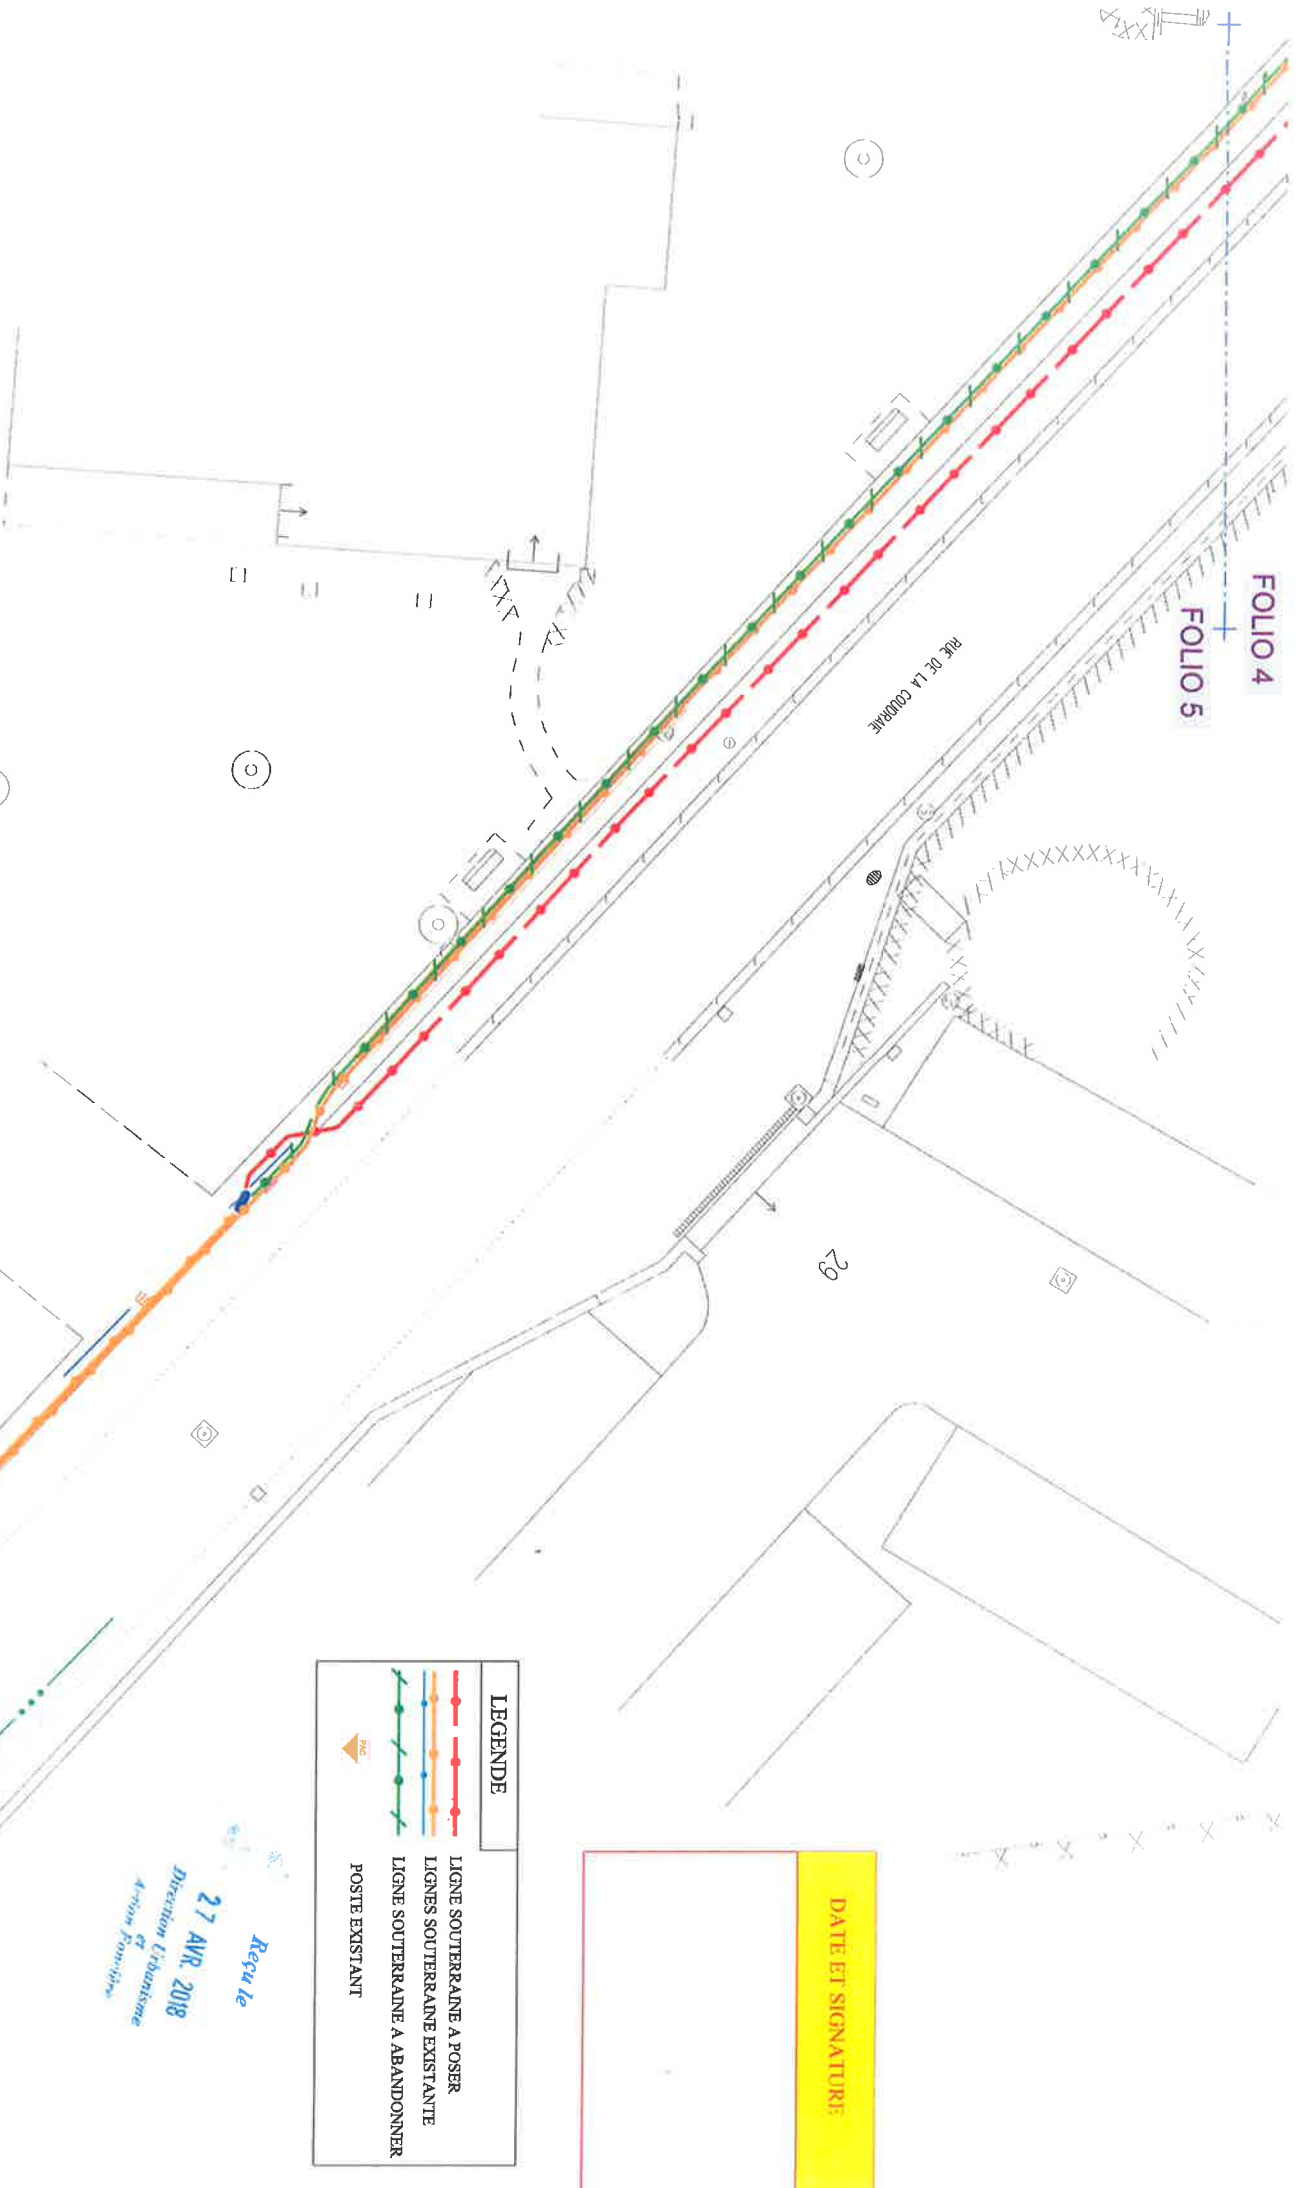 FOLIO 4
FOLIO 5
RUE DE LA COUDRAIE
29
LEGENDE
LIGNE SOUTERRAINE A POSER
LIGNES SOUTERRAINE EXISTANTE
LIGNE SOUTERRAINE A ABANDONNER
PAC
POSTE EXISTANT
DATE ET SIGNATURE
Reçu le
27 AVR. 2018
Direction Urbanisme
et
Action Foncière